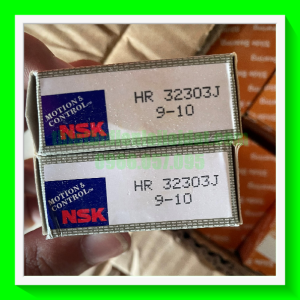 MOTION & CONTROL
NSK
HR 32303J
9-10
MOTION & CONTROL
NSK
HR 32303J
9-10